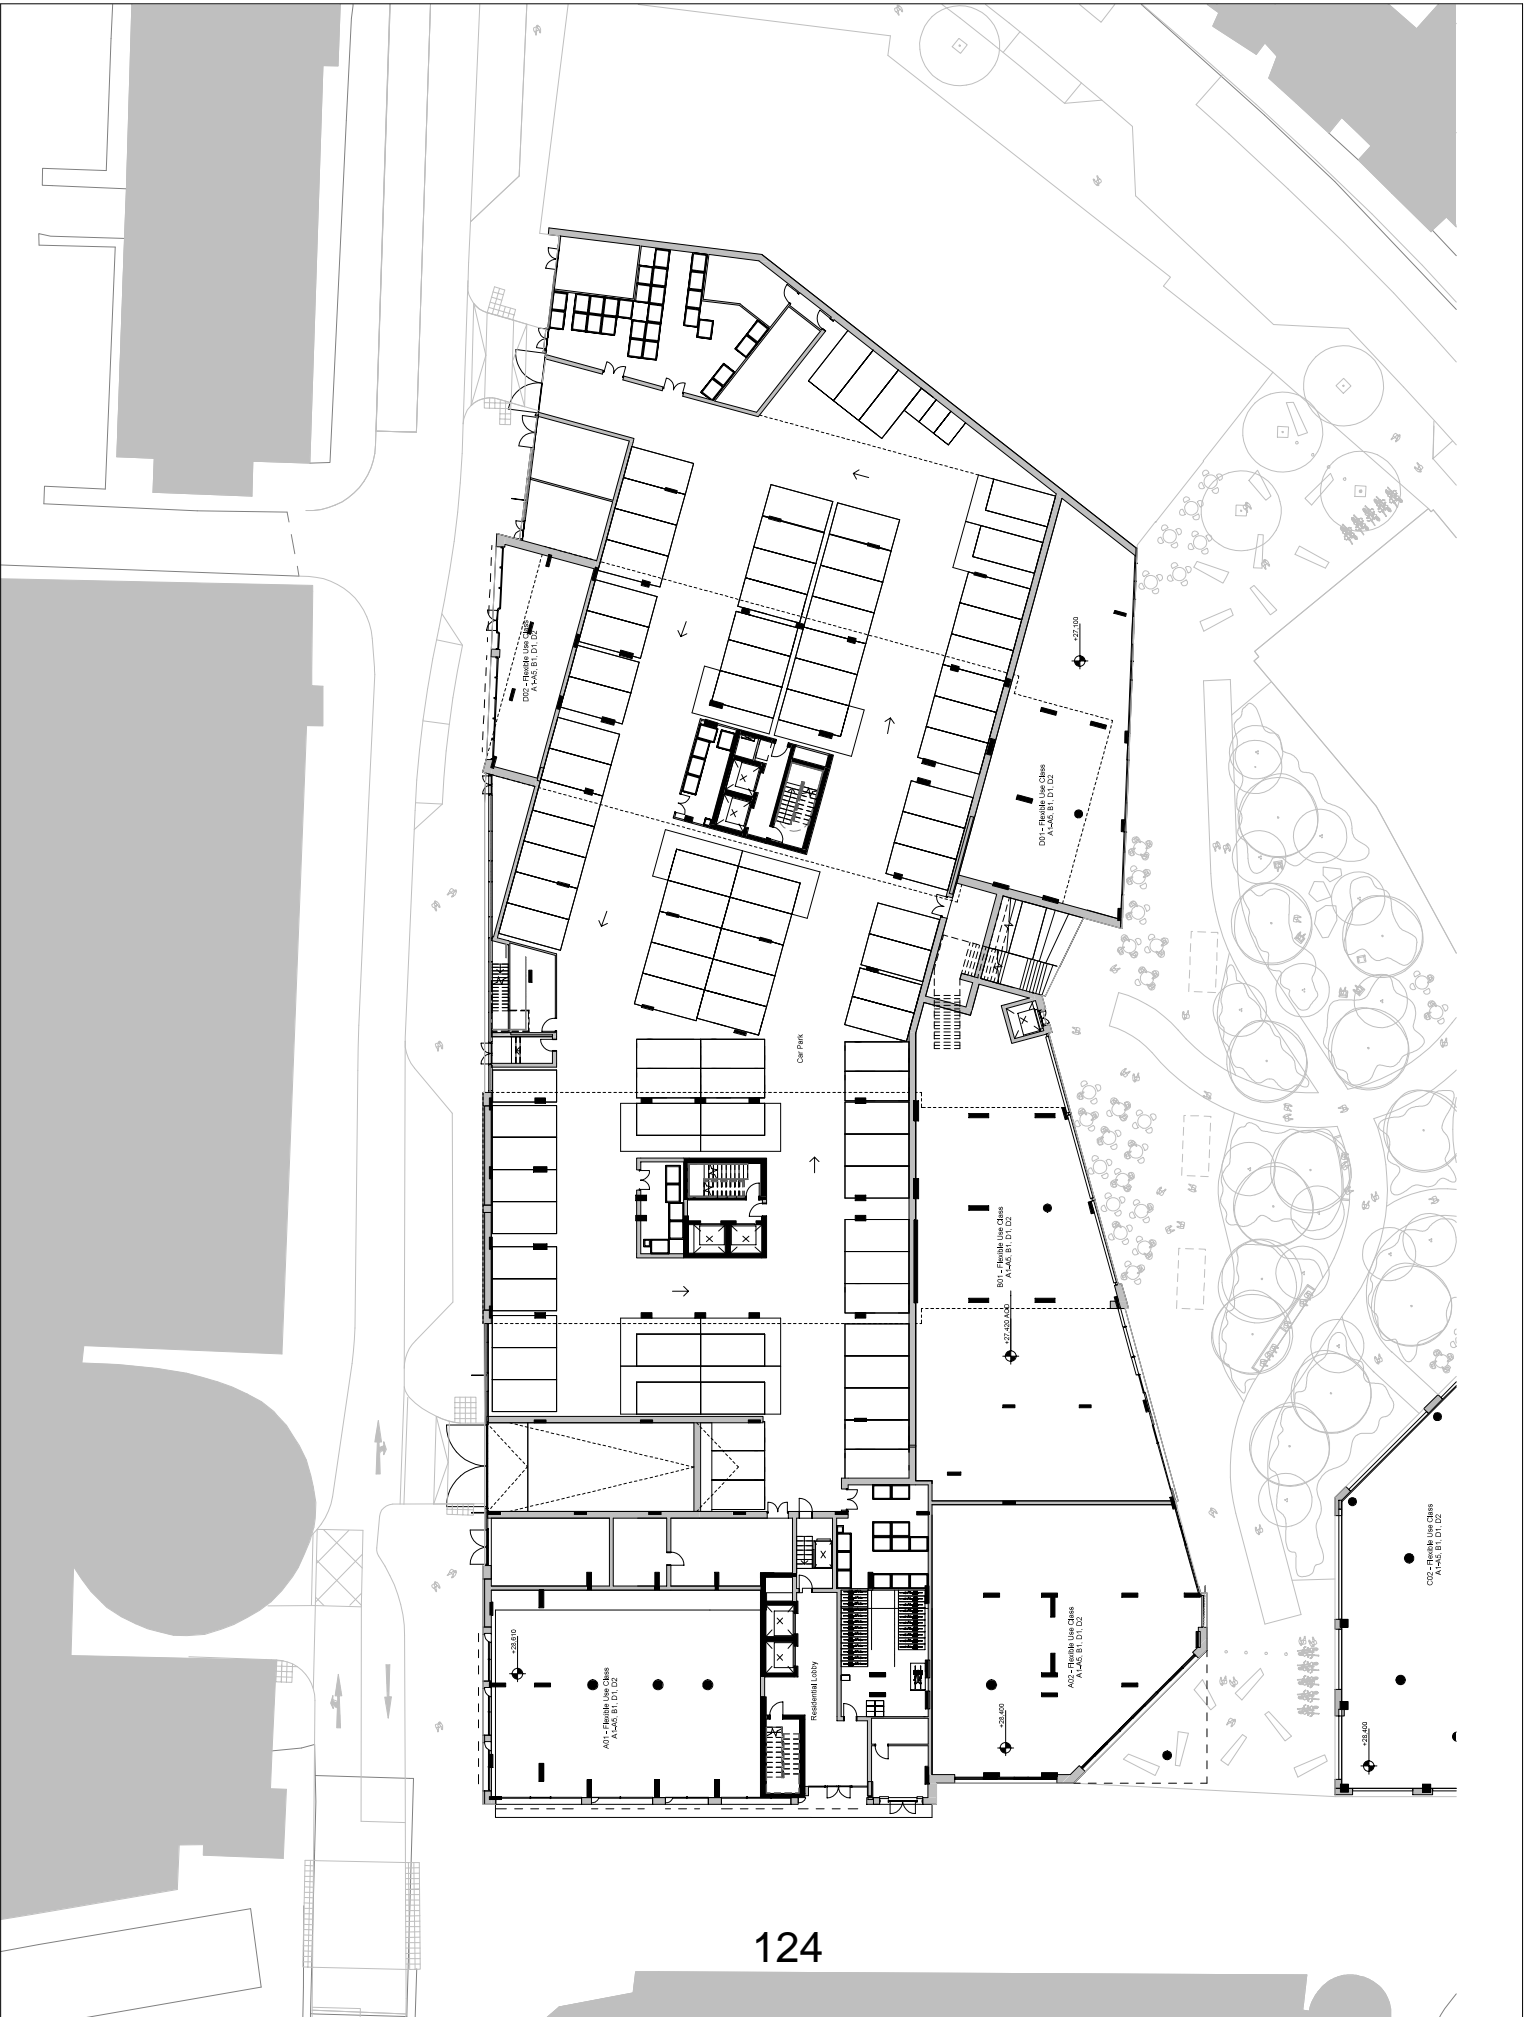 D02 - Flexible Use Class
A1-A5, B1, D1, D2
+27.100
D01 - Flexible Use Class
A1-A5, B1, D1, D2
Car Park
B01 - Flexible Use Class
A1-A5, B1, D1, D2
+27.420 AOD
C02 - Flexible Use Class
A1-A5, B1, D1, D2
+28.610
A01 - Flexible Use Class
A1-A5, B1, D1, D2
Residential Lobby
A02 - Flexible Use Class
A1-A5, B1, D1, D2
+28.400
+28.400
124